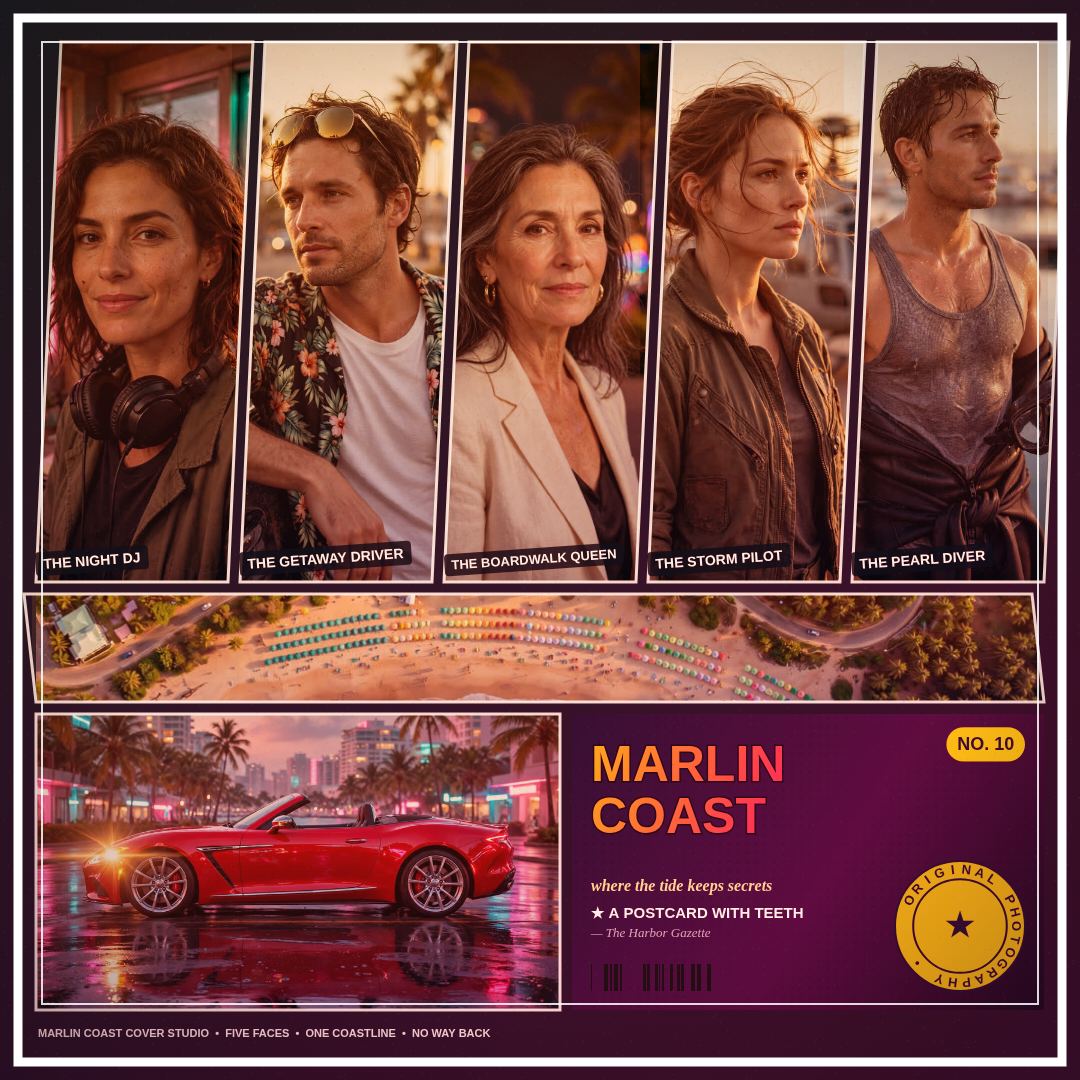 THE NIGHT DJ
THE GETAWAY DRIVER
THE BOARDWALK QUEEN
THE STORM PILOT
THE PEARL DIVER
MARLIN
COAST
NO. 10
where the tide keeps secrets
★ A POSTCARD WITH TEETH
— The Harbor Gazette
ORIGINAL PHOTOGRAPHY •
MARLIN COAST COVER STUDIO • FIVE FACES • ONE COASTLINE • NO WAY BACK